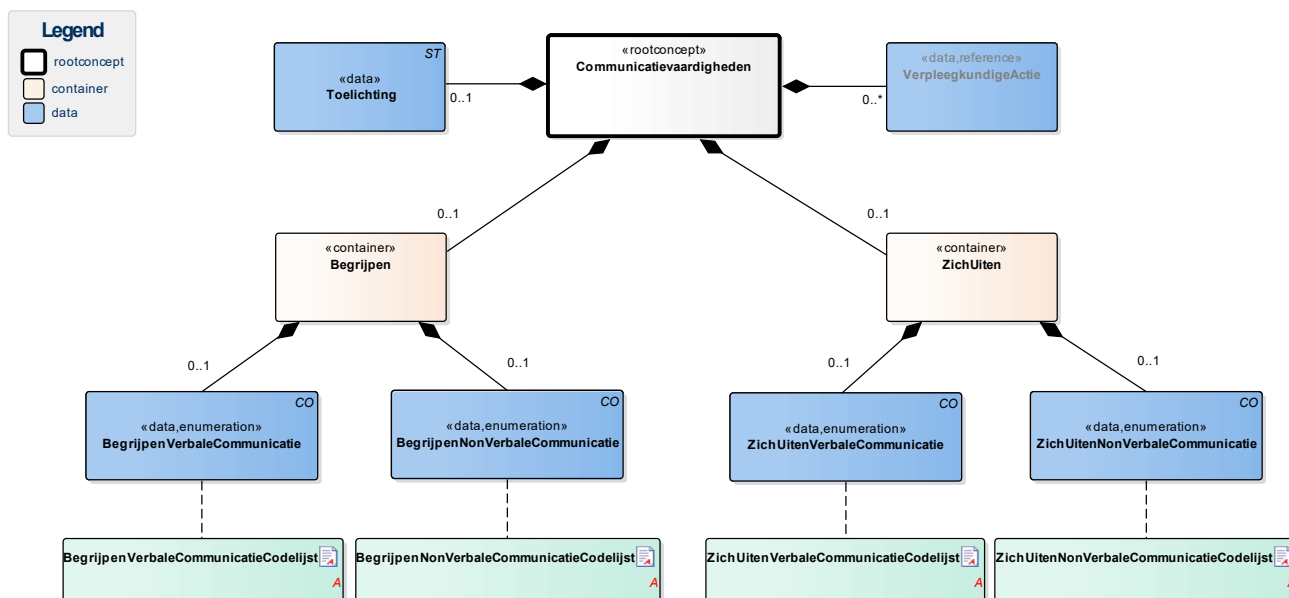 Legend
rootconcept
container
data
ST
«data»
Toelichting
0..1
«rootconcept»
Communicatievaardigheden
«data,reference»
VerpleegkundigeActie
0..*
0..1
0..1
«container»
Begrijpen
«container»
ZichUiten
0..1
0..1
0..1
0..1
CO
«data,enumeration»
BegrijpenVerbaleCommunicatie
CO
«data,enumeration»
BegrijpenNonVerbaleCommunicatie
CO
«data,enumeration»
ZichUitenVerbaleCommunicatie
CO
«data,enumeration»
ZichUitenNonVerbaleCommunicatie
BegrijpenVerbaleCommunicatieCodelijst
A
BegrijpenNonVerbaleCommunicatieCodelijst
A
ZichUitenVerbaleCommunicatieCodelijst
A
ZichUitenNonVerbaleCommunicatieCodelijst